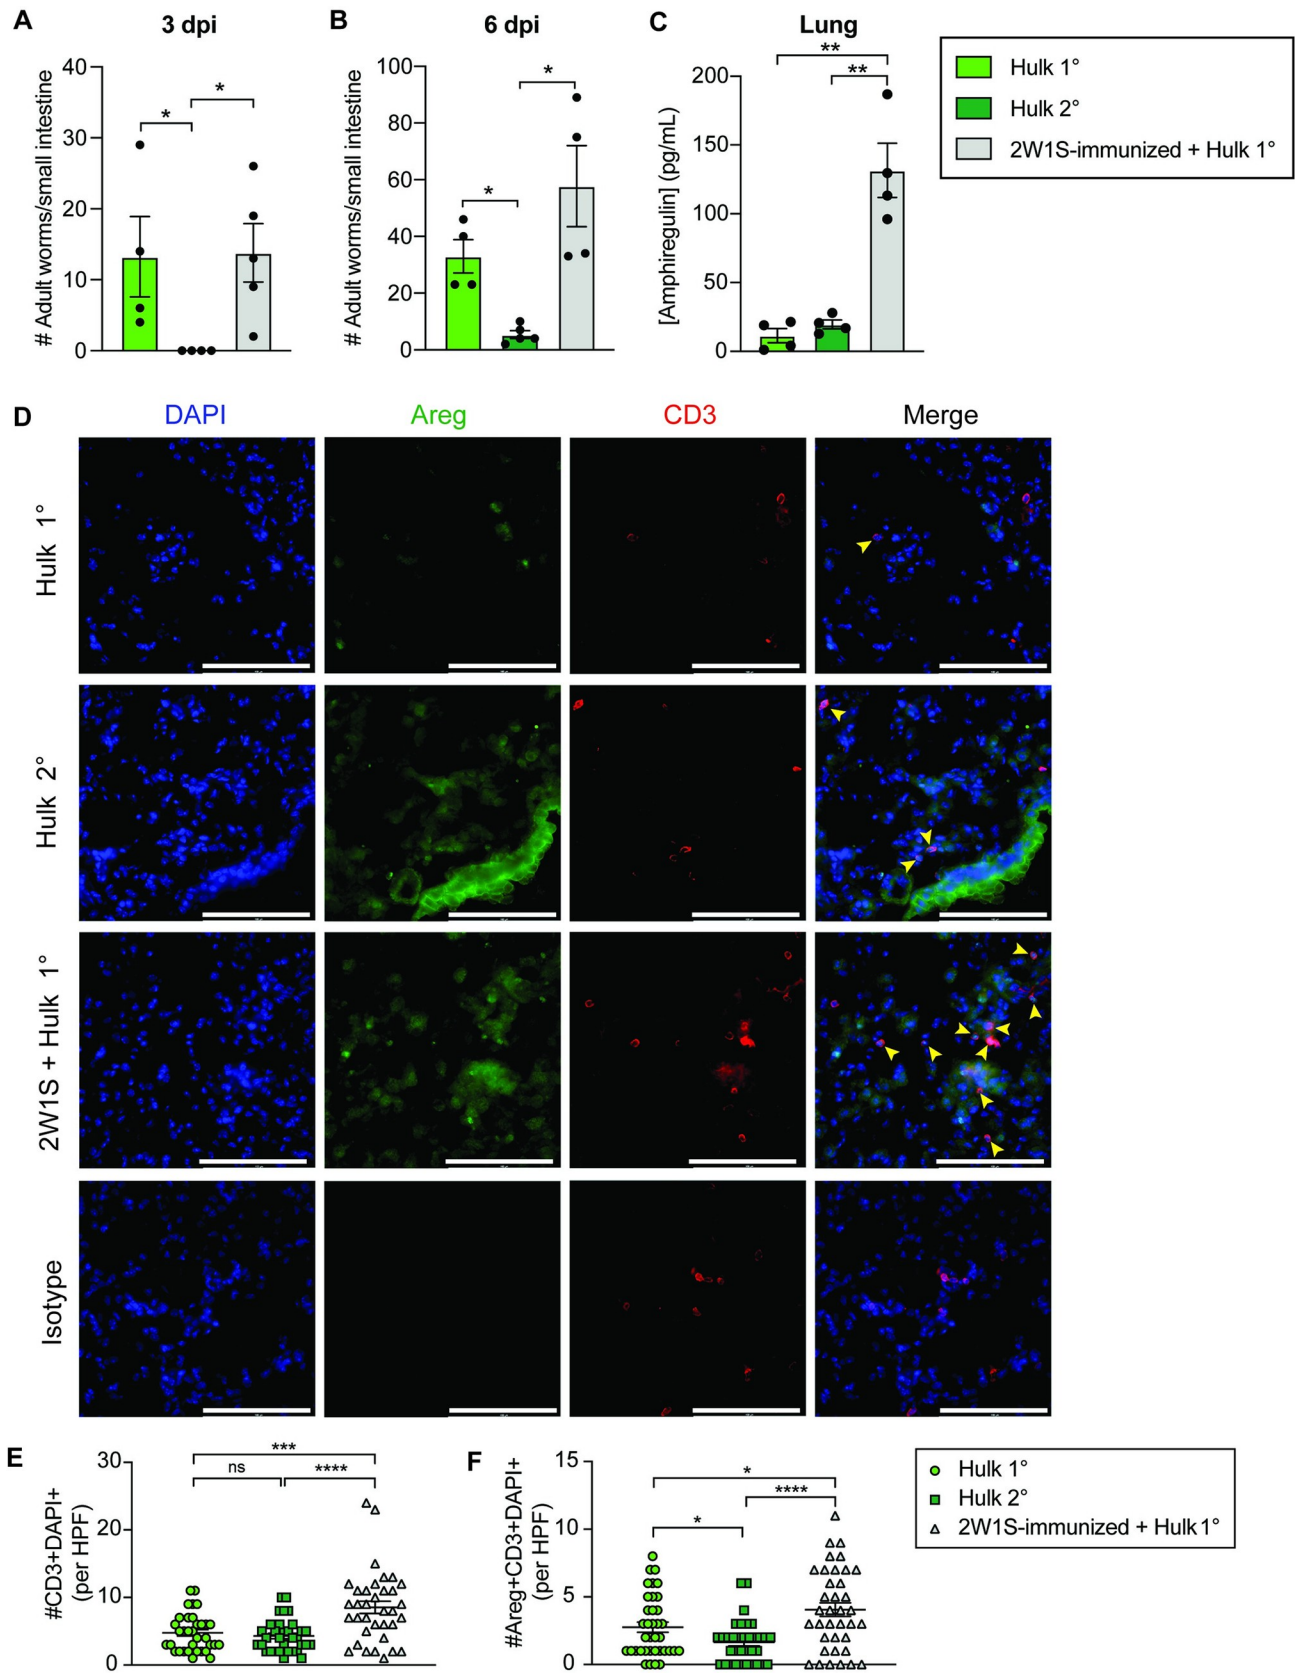 A
3 dpi
# Adult worms/small intestine
40
30
20
10
0
*
*
B
6 dpi
# Adult worms/small intestine
100
80
60
40
20
0
*
*
C
Lung
[Amphiregulin] (pg/mL)
200
150
100
50
0
**
**
Hulk 1°
Hulk 2°
2W1S-immunized + Hulk 1°
D
DAPI
Areg
CD3
Merge
Hulk 1°
Hulk 2°
2W1S + Hulk 1°
Isotype
E
#CD3+DAPI+
(per HPF)
30
20
10
0
***
ns
****
F
#Areg+CD3+DAPI+
(per HPF)
15
10
5
0
*
****
*
Hulk 1°
Hulk 2°
2W1S-immunized + Hulk 1°